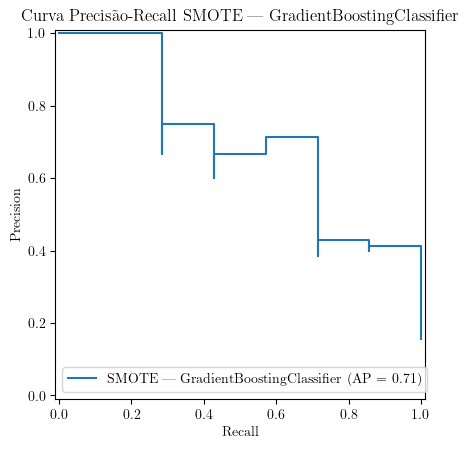 Curva Precisão-Recall SMOTE — GradientBoostingClassifier
1.0
0.8
0.6
0.4
0.2
0.0
Precision
SMOTE — GradientBoostingClassifier (AP = 0.71)
0.0 0.2 0.4 0.6 0.8 1.0
Recall